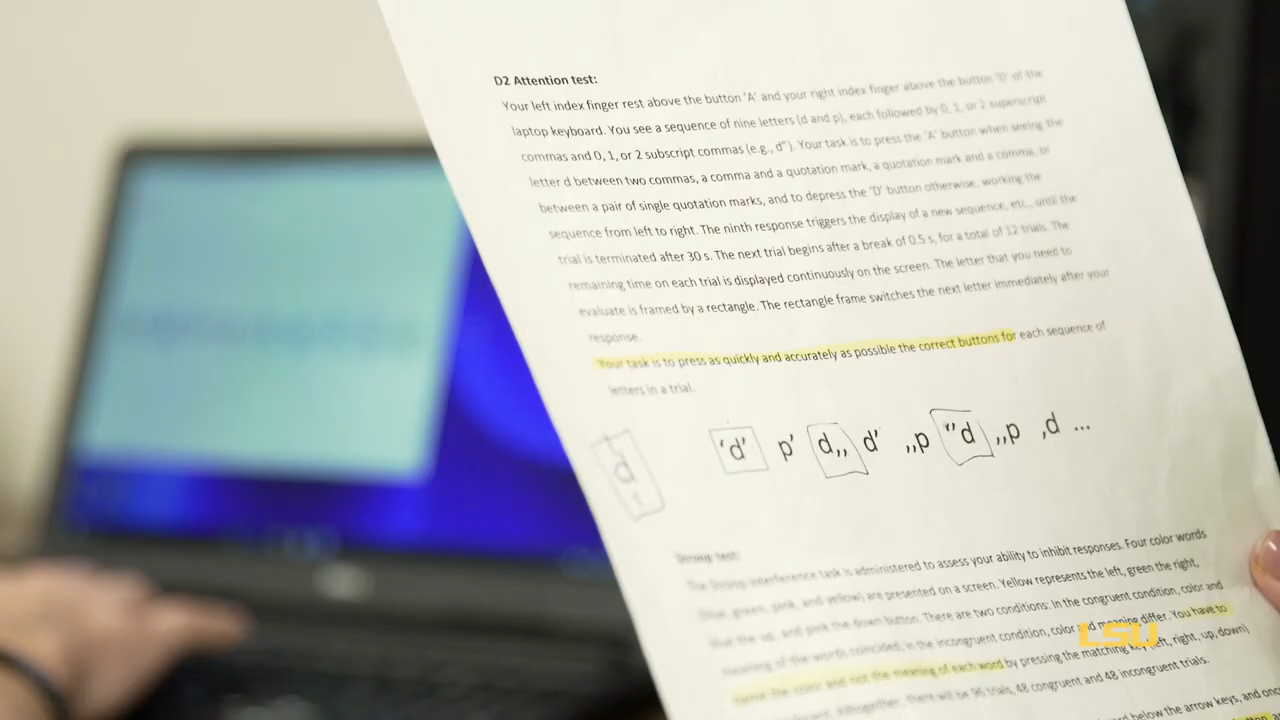 D2 Attention test:
Your left index finger rest above the button 'A' and your right index finger above the button 'D' of the
laptop keyboard. You see a sequence of nine letters (d and p), each followed by 0, 1, or 2 superscript
commas and 0, 1, or 2 subscript commas (e.g., d"). Your task is to press the 'A' button when seeing the
letter d between two commas, a comma and a quotation mark, a quotation mark and a comma, or
between a pair of single quotation marks, and to depress the 'D' button otherwise, working the
sequence from left to right. The ninth response triggers the display of a new sequence, etc., until the
trial is terminated after 30 s. The next trial begins after a break of 0.5 s, for a total of 12 trials. The
remaining time on each trial is displayed continuously on the screen. The letter that you need to
evaluate is framed by a rectangle. The rectangle frame switches the next letter immediately after your
response.
Your task is to press as quickly and accurately as possible the correct buttons for each sequence of
letters in a trial.
'd' p' d,, d' ,,p "d ,,p ,d ...
d
Stroop test:
The Stroop interference task is administered to assess your ability to inhibit responses. Four color words
(blue, green, pink, and yellow) are presented on a screen. Yellow represents the left, green the right,
blue the up, and pink the down button. There are two conditions: In the congruent condition, color and
meaning of the words coincided, in the incongruent condition, color and meaning differ. You have to
name the color and not the meaning of each word by pressing the matching key (left, right, up, down)
Altogether, there will be 96 trials, 48 congruent and 48 incongruent trials.
below the arrow keys, and once
LSU